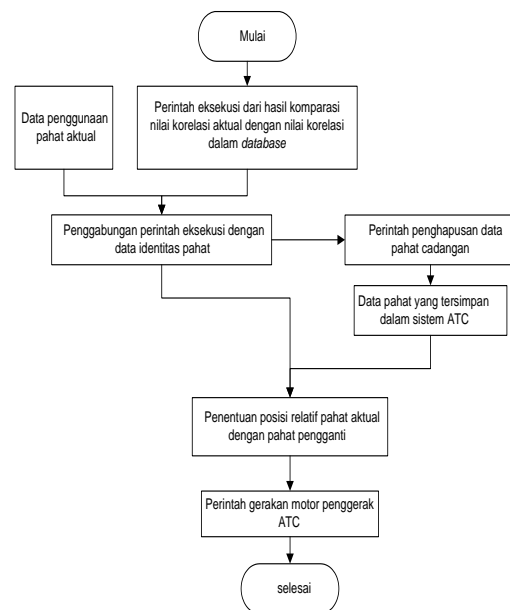 Mulai
Data penggunaan
pahat aktual
Perintah eksekusi dari hasil komparasi
nilai korelasi aktual dengan nilai korelasi
dalam database
Penggabungan perintah eksekusi dengan
data identitas pahat
Perintah penghapusan data
pahat cadangan
Data pahat yang tersimpan
dalam sistem ATC
Penentuan posisi relatif pahat aktual
dengan pahat pengganti
Perintah gerakan motor penggerak
ATC
selesai